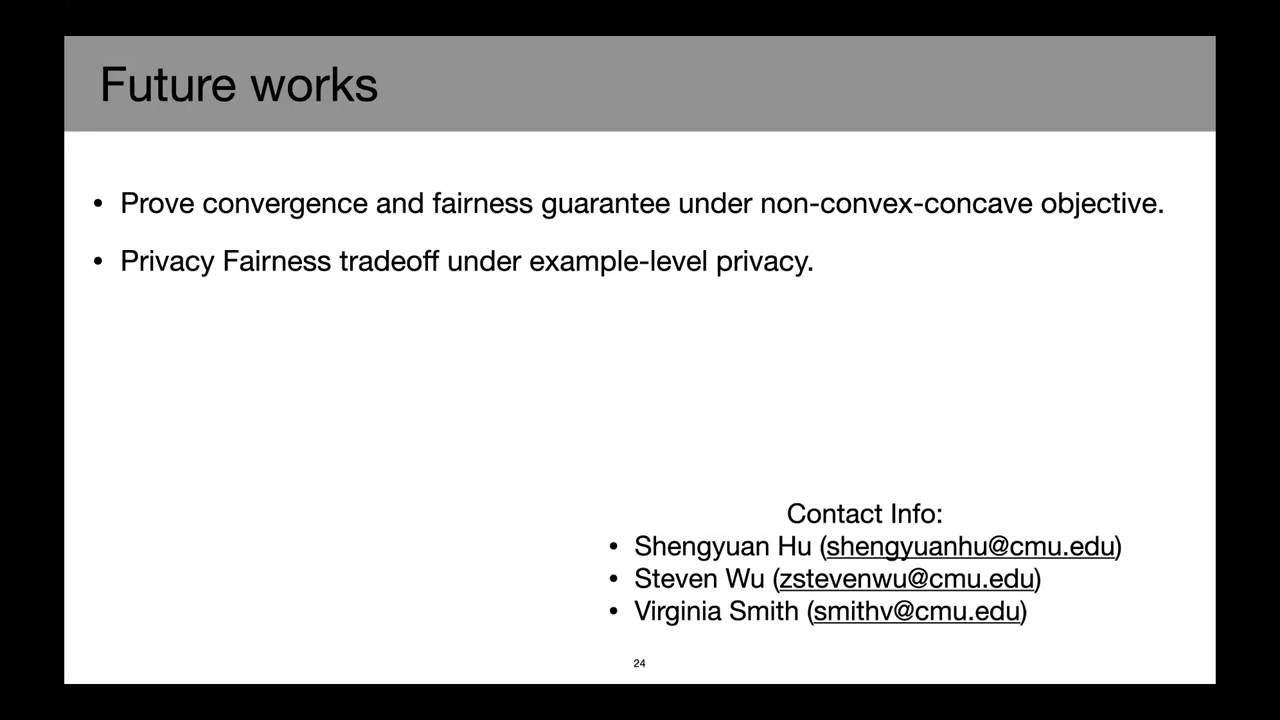 Future works
• Prove convergence and fairness guarantee under non-convex-concave objective.
• Privacy Fairness tradeoff under example-level privacy.
Contact Info:
• Shengyuan Hu (shengyuanhu@cmu.edu)
• Steven Wu (zstevenwu@cmu.edu)
• Virginia Smith (smithv@cmu.edu)
24